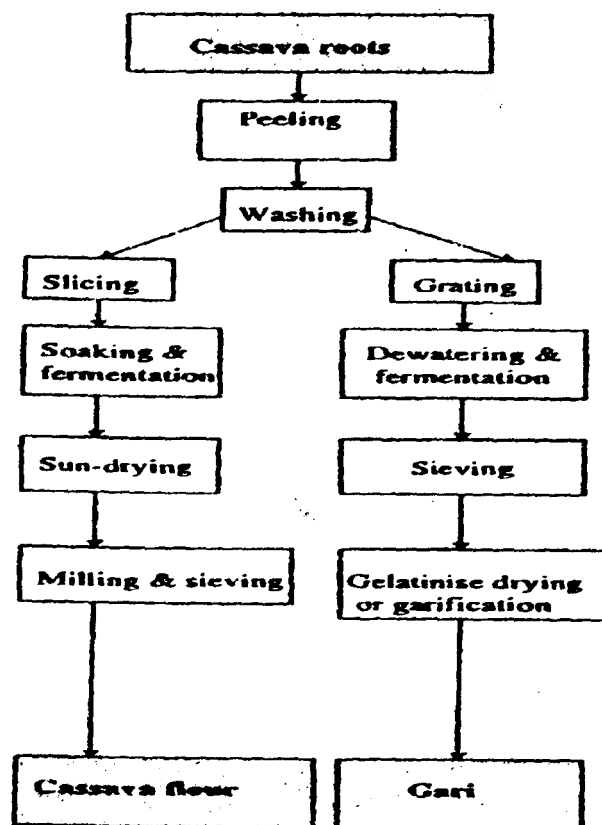 Cassava roots
Peeling
Washing
Slicing
Soaking &
fermentation
Sun-drying
Milling & sieving
Cassava flour
Grating
Dewatering &
fermentation
Sieving
Gelatinise drying
or garification
Gari